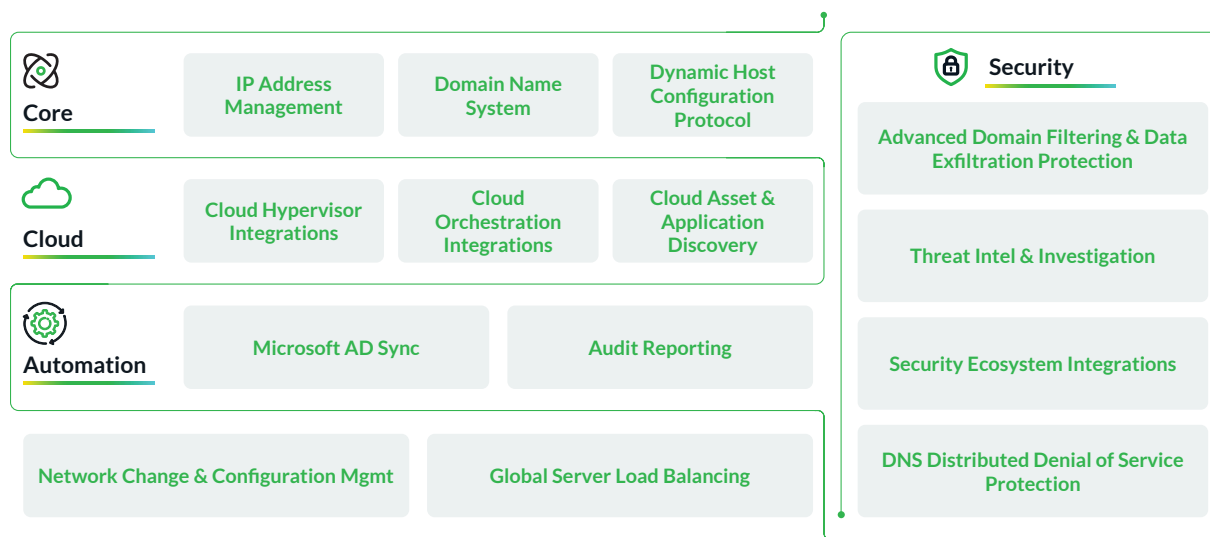 Core
IP Address
Management
Domain Name
System
Dynamic Host
Configuration
Protocol
Cloud
Cloud Hypervisor
Integrations
Cloud
Orchestration
Integrations
Cloud Asset &
Application
Discovery
Automation
Microsoft AD Sync
Audit Reporting
Network Change & Configuration Mgmt
Global Server Load Balancing
Security
Advanced Domain Filtering & Data
Exfiltration Protection
Threat Intel & Investigation
Security Ecosystem Integrations
DNS Distributed Denial of Service
Protection